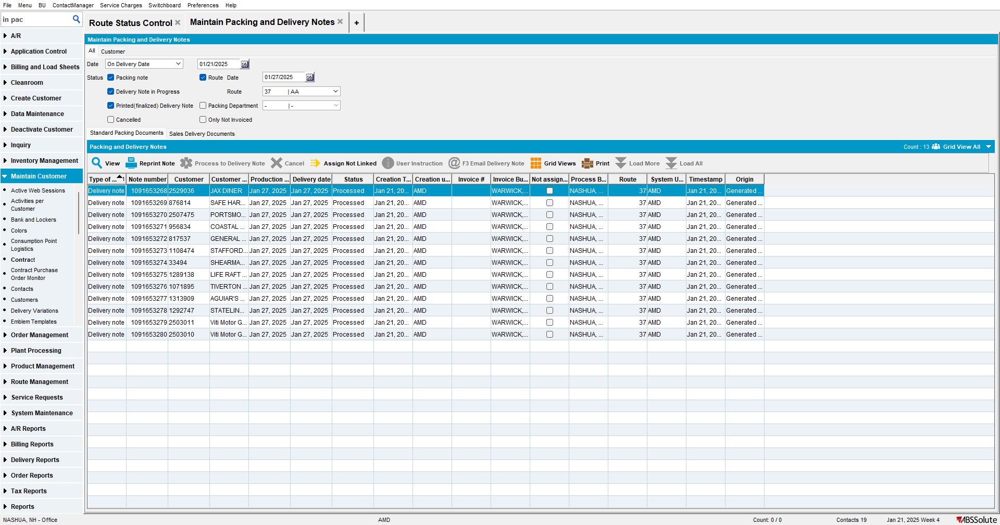 File Menu BU ContactManager Service Charges Switchboard Preferences Help
in pac
Route Status Control
Maintain Packing and Delivery Notes
+
A/R
Application Control
Billing and Load Sheets
Cleanroom
Create Customer
Data Maintenance
Deactivate Customer
Inquiry
Inventory Management
Maintain Customer
Active Web Sessions
Activities per
Customer
Bank and Lockers
Colors
Consumption Point
Logistics
Contract
Contract Purchase
Order Monitor
Contacts
Customers
Delivery Variations
Emblem Templates
Order Management
Plant Processing
Product Management
Route Management
Service Requests
System Maintenance
A/R Reports
Billing Reports
Delivery Reports
Order Reports
Tax Reports
Reports
Maintain Packing and Delivery Notes
All Customer
Date On Delivery Date 01/21/2025 16
Status Packing note Route Date 01/27/2025 16
Delivery Note in Progress Route 37 | AA
Printed(finalized) Delivery Note Packing Department - | -
Cancelled Only Not Invoiced
Standard Packing Documents Sales Delivery Documents
Packing and Delivery Notes Count : 13 Grid View All
View Reprint Note Process to Delivery Note Cancel Assign Not Linked User Instruction F3 Email Delivery Note Grid Views Print Load More Load All
Type of ... 1 Note number Customer Customer ... Production ... Delivery date Status Creation T... Creation u... Invoice # Invoice Bu... Not assign... Process B... Route System U... Timestamp Origin
Delivery note 1091653268 2529036 JAX DINER Jan 27, 2025 Jan 27, 2025 Processed Jan 21, 20... AMD WARWICK,... NASHUA, ... 37 AMD Jan 21, 20... Generated ...
Delivery note 1091653269 876814 SAFE HAR... Jan 27, 2025 Jan 27, 2025 Processed Jan 21, 20... AMD WARWICK,... NASHUA, ... 37 AMD Jan 21, 20... Generated ...
Delivery note 1091653270 2507475 PORTSMO... Jan 27, 2025 Jan 27, 2025 Processed Jan 21, 20... AMD WARWICK,... NASHUA, ... 37 AMD Jan 21, 20... Generated ...
Delivery note 1091653271 956834 COASTAL ... Jan 27, 2025 Jan 27, 2025 Processed Jan 21, 20... AMD WARWICK,... NASHUA, ... 37 AMD Jan 21, 20... Generated ...
Delivery note 1091653272 817537 GENERAL ... Jan 27, 2025 Jan 27, 2025 Processed Jan 21, 20... AMD WARWICK,... NASHUA, ... 37 AMD Jan 21, 20... Generated ...
Delivery note 1091653273 1108474 STAFFORD... Jan 27, 2025 Jan 27, 2025 Processed Jan 21, 20... AMD WARWICK,... NASHUA, ... 37 AMD Jan 21, 20... Generated ...
Delivery note 1091653274 33494 SHEARMA... Jan 27, 2025 Jan 27, 2025 Processed Jan 21, 20... AMD WARWICK,... NASHUA, ... 37 AMD Jan 21, 20... Generated ...
Delivery note 1091653275 1289138 LIFE RAFT ... Jan 27, 2025 Jan 27, 2025 Processed Jan 21, 20... AMD WARWICK,... NASHUA, ... 37 AMD Jan 21, 20... Generated ...
Delivery note 1091653276 1071895 TIVERTON ... Jan 27, 2025 Jan 27, 2025 Processed Jan 21, 20... AMD WARWICK,... NASHUA, ... 37 AMD Jan 21, 20... Generated ...
Delivery note 1091653277 1313909 AGUIAR'S ... Jan 27, 2025 Jan 27, 2025 Processed Jan 21, 20... AMD WARWICK,... NASHUA, ... 37 AMD Jan 21, 20... Generated ...
Delivery note 1091653278 1292747 STATELIN... Jan 27, 2025 Jan 27, 2025 Processed Jan 21, 20... AMD WARWICK,... NASHUA, ... 37 AMD Jan 21, 20... Generated ...
Delivery note 1091653279 2503011 Viti Motor G... Jan 27, 2025 Jan 27, 2025 Processed Jan 21, 20... AMD WARWICK,... NASHUA, ... 37 AMD Jan 21, 20... Generated ...
Delivery note 1091653280 2503010 Viti Motor G... Jan 27, 2025 Jan 27, 2025 Processed Jan 21, 20... AMD WARWICK,... NASHUA, ... 37 AMD Jan 21, 20... Generated ...
NASHUA, NH - Office AMD Count: 0 / 0 Contacts 19 Jan 21, 2025 Week 4 ABSSolute